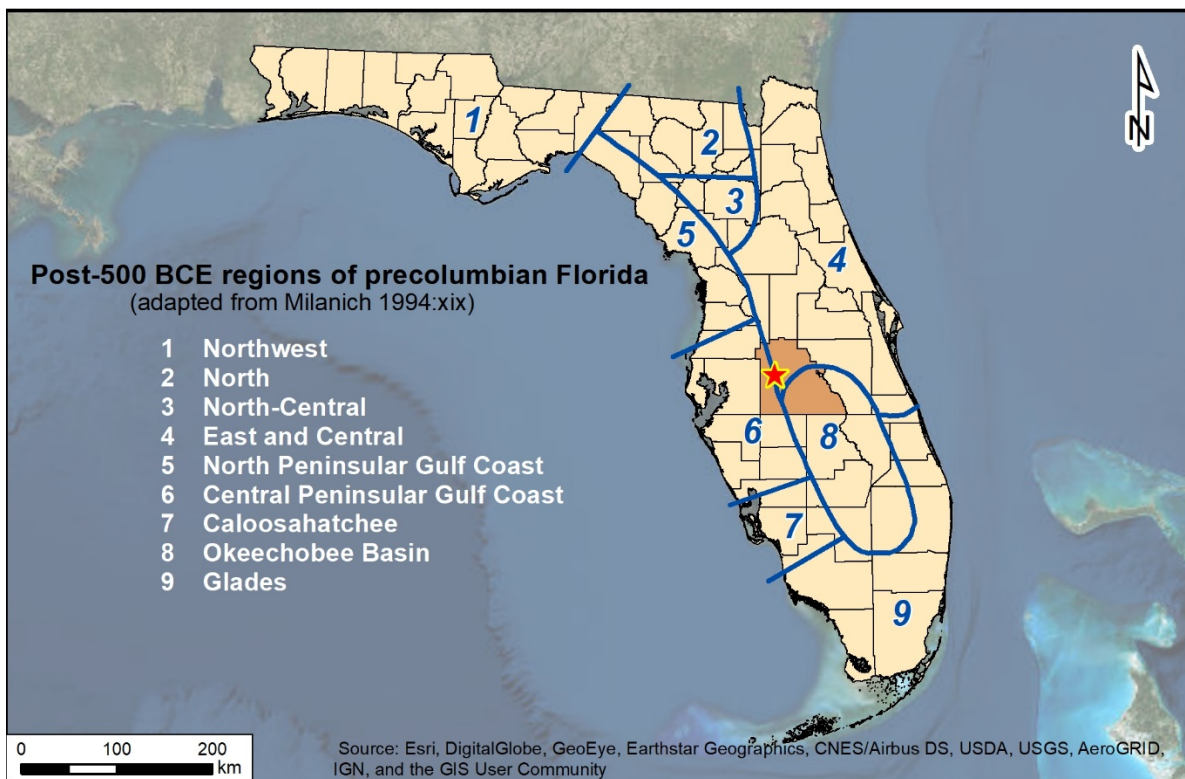 Post-500 BCE regions of precolumbian Florida
(adapted from Milanich 1994:xix)
1 Northwest
2 North
3 North-Central
4 East and Central
5 North Peninsular Gulf Coast
6 Central Peninsular Gulf Coast
7 Caloosahatchee
8 Okeechobee Basin
9 Glades
1
2
3
5
4
6
8
7
9
N
0 100 200
km
Source: Esri, DigitalGlobe, GeoEye, Earthstar Geographics, CNES/Airbus DS, USDA, USGS, AeroGRID,
IGN, and the GIS User Community